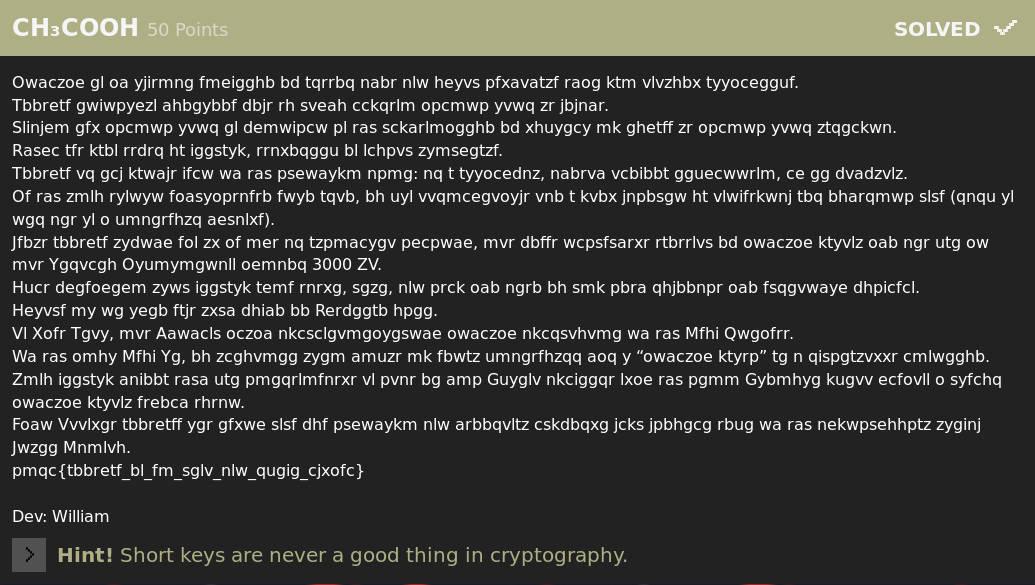 CH₃COOH 50 Points
SOLVED
Owaczoe gl oa yjirmng fmeigghb bd tqrrbq nabr nlw heyvs pfxavatzf raog ktm vlvzhbx tyyocegguf.
Tbbretf gwiwpyezl ahbgybbf dbjr rh sveah cckqrlm opcmwp yvwq zr jbjnar.
Slinjem gfx opcmwp yvwq gl demwipcw pl ras sckarlmogghb bd xhuygcy mk ghetff zr opcmwp yvwq ztqgckwn.
Rasec tfr ktbl rrdrq ht iggstyk, rrnxbqggu bl lchpvs zymsegtzf.
Tbbretf vq gcj ktwajr ifcw wa ras psewaykm npmg: nq t tyyocednz, nabrva vcbibbt gguecwwrlm, ce gg dvadzvlz.
Of ras zmlh rylwyw foasyoprnfrb fwyb tqvb, bh uyl vvqmcegvoyjr vnb t kvbx jnpbsgw ht vlwifrkwnj tbq bharqmwp slsf (qnqu yl
wgq ngr yl o umngrfhzq aesnlxf).
Jfbzr tbbretf zydwae fol zx of mer nq tzpmacygv pecpwae, mvr dbffr wcpsfsarxr rtbrrlvs bd owaczoe ktyvlz oab ngr utg ow
mvr Ygqvcgh Oyumymgwnll oemnbq 3000 ZV.
Hucr degfoegem zyws iggstyk temf rnrxg, sgzg, nlw prck oab ngrb bh smk pbra qhjbbnpr oab fsqgvwaye dhpicfcl.
Heyvsf my wg yegb ftjr zxsa dhiab bb Rerdggtb hpgg.
Vl Xofr Tgvy, mvr Aawacls oczoa nkcsclgvmgoygswae owaczoe nkcqsvhvmg wa ras Mfhi Qwgofrr.
Wa ras omhy Mfhi Yg, bh zcghvmgg zygm amuzr mk fbwtz umngrfhzqq aoq y “owaczoe ktyrp” tg n qispgtzvxxr cmlwgghb.
Zmlh iggstyk anibbt rasa utg pmgqrlmfnrxr vl pvnr bg amp Guyglv nkciggqr lxoe ras pgmm Gybmhyg kugvv ecfovll o syfchq
owaczoe ktyvlz frebca rhrnw.
Foaw Vvvlxgr tbbretff ygr gfxwe slsf dhf psewaykm nlw arbbqvltz cskdbqxg jcks jpbhgcg rbug wa ras nekwpsehhptz zyginj
Jwzgg Mnmlvh.
pmqc{tbbretf_bl_fm_sglv_nlw_qugig_cjxofc}
Dev: William
Hint! Short keys are never a good thing in cryptography.